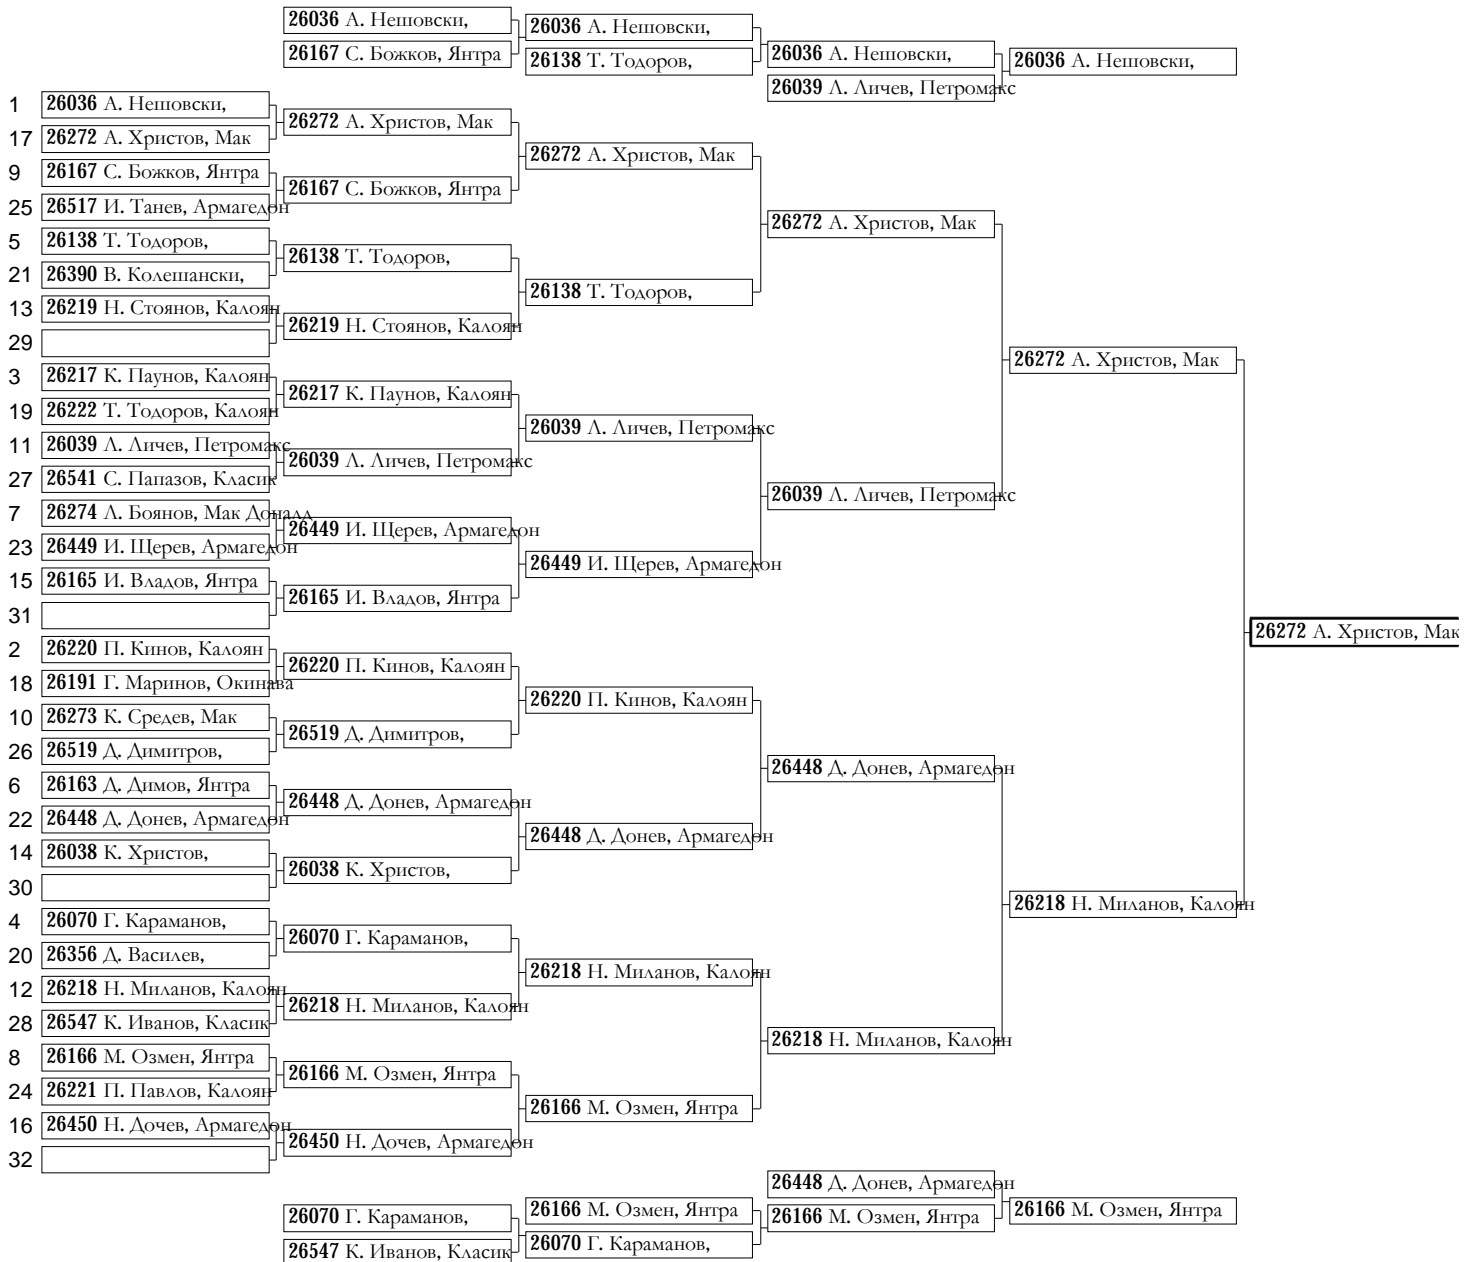 26036 А. Нешовски,
26167 С. Божков, Янтра
26036 А. Нешовски,
26138 Т. Тодоров,
26036 А. Нешовски,
26039 Л. Личев, Петромакс
26036 А. Нешовски,
1 26036 А. Нешовски,
17 26272 А. Христов, Мак
9 26167 С. Божков, Янтра
25 26517 И. Танев, Армагедон
5 26138 Т. Тодоров,
21 26390 В. Колешански,
13 26219 Н. Стоянов, Калоян
29
3 26217 К. Паунов, Калоян
19 26222 Т. Тодоров, Калоян
11 26039 Л. Личев, Петромакс
27 26541 С. Папазов, Класик
7 26274 Л. Боянов, Мак Доналд
23 26449 И. Щерев, Армагедон
15 26165 И. Владов, Янтра
31
2 26220 П. Кинов, Калоян
18 26191 Г. Маринов, Окинава
10 26273 К. Средев, Мак
26 26519 Д. Димитров,
6 26163 Д. Димов, Янтра
22 26448 Д. Донев, Армагедон
14 26038 К. Христов,
30
4 26070 Г. Караманов,
20 26356 Д. Василев,
12 26218 Н. Миланов, Калоян
28 26547 К. Иванов, Класик
8 26166 М. Озмен, Янтра
24 26221 П. Павлов, Калоян
16 26450 Н. Дочев, Армагедон
32
26272 А. Христов, Мак
26167 С. Божков, Янтра
26138 Т. Тодоров,
26219 Н. Стоянов, Калоян
26217 К. Паунов, Калоян
26039 Л. Личев, Петромакс
26449 И. Щерев, Армагедон
26165 И. Владов, Янтра
26220 П. Кинов, Калоян
26519 Д. Димитров,
26448 Д. Донев, Армагедон
26038 К. Христов,
26070 Г. Караманов,
26218 Н. Миланов, Калоян
26166 М. Озмен, Янтра
26450 Н. Дочев, Армагедон
26272 А. Христов, Мак
26138 Т. Тодоров,
26039 Л. Личев, Петромакс
26449 И. Щерев, Армагедон
26220 П. Кинов, Калоян
26448 Д. Донев, Армагедон
26218 Н. Миланов, Калоян
26166 М. Озмен, Янтра
26272 А. Христов, Мак
26039 Л. Личев, Петромакс
26448 Д. Донев, Армагедон
26218 Н. Миланов, Калоян
26272 А. Христов, Мак
26218 Н. Миланов, Калоян
26272 А. Христов, Мак
26070 Г. Караманов,
26547 К. Иванов, Класик
26166 М. Озмен, Янтра
26070 Г. Караманов,
26448 Д. Донев, Армагедон
26166 М. Озмен, Янтра
26166 М. Озмен, Янтра